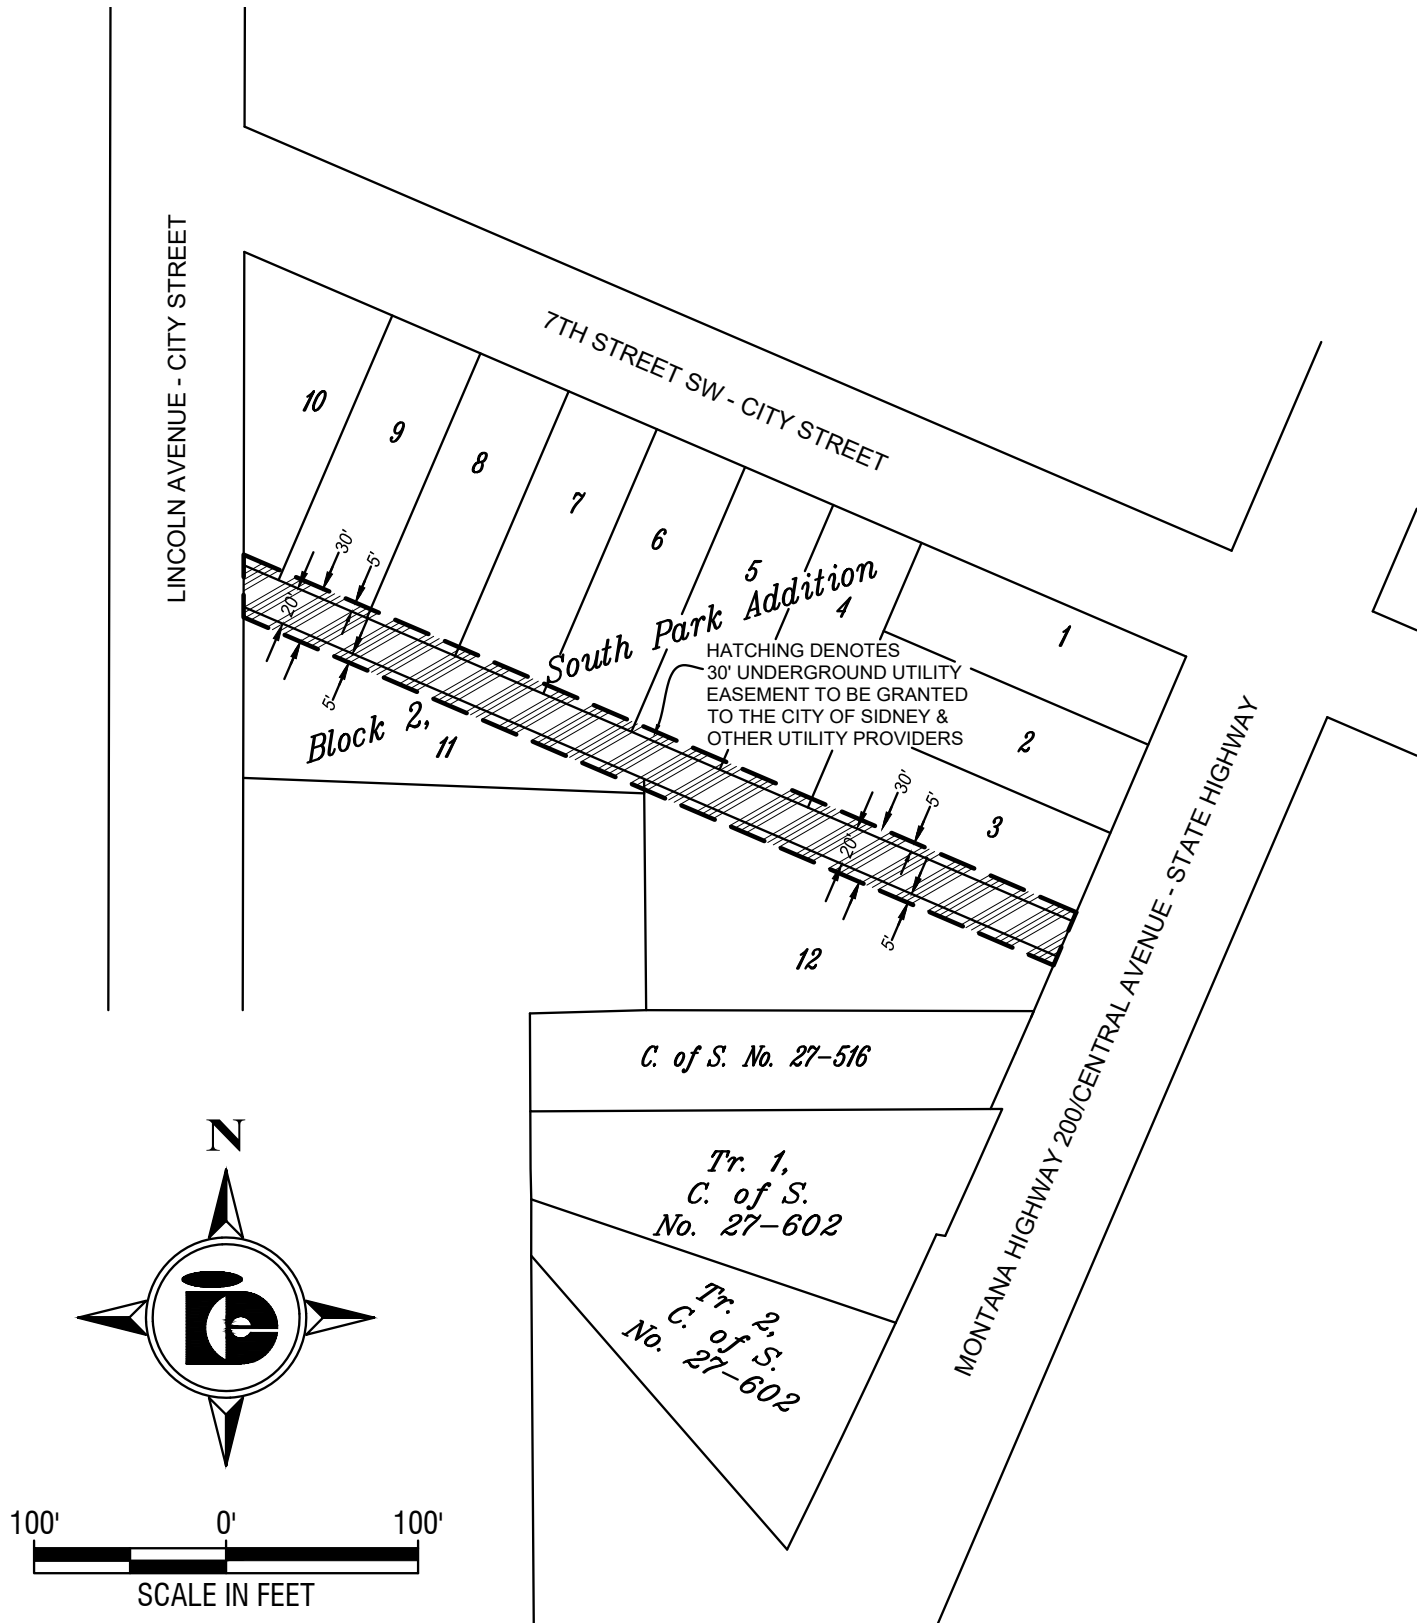 LINCOLN AVENUE - CITY STREET
7TH STREET SW - CITY STREET
10
9
8
7
6
5
4
1
2
3
South Park Addition
HATCHING DENOTES
30' UNDERGROUND UTILITY
EASEMENT TO BE GRANTED
TO THE CITY OF SIDNEY &
OTHER UTILITY PROVIDERS
30'
5'
20'
5'
Block 2,
11
30'
5'
20'
5'
12
MONTANA HIGHWAY 200/CENTRAL AVENUE - STATE HIGHWAY
C. of S. No. 27-516
Tr. 1,
C. of S.
No. 27-602
Tr. 2,
C. of S.
No. 27-602
N
100'
0'
100'
SCALE IN FEET